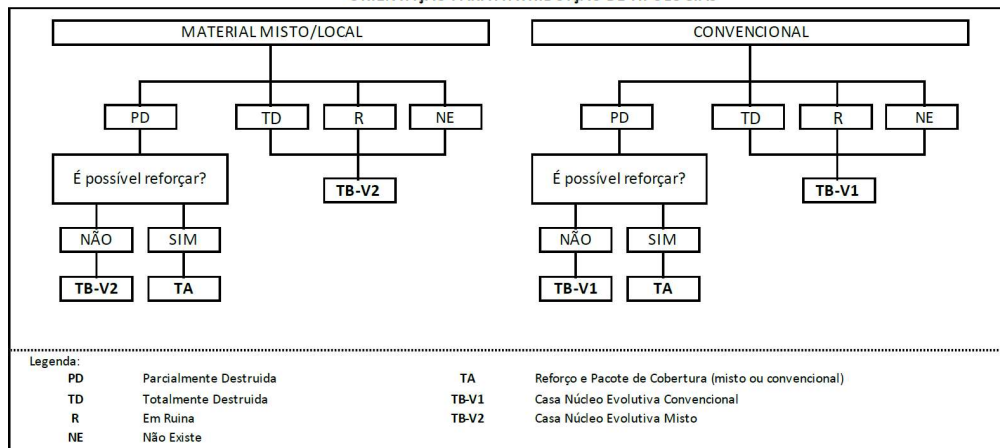 MATERIAL MISTO/LOCAL
CONVENCIONAL
PD TD R NE
PD TD R NE
É possível reforçar?
TB-V2
É possível reforçar?
TB-V1
NÃO SIM
NÃO SIM
TB-V2 TA
TB-V1 TA
Legenda:
PD Parcialmente Destruida
TA Reforço e Pacote de Cobertura (misto ou convencional)
TD Totalmente Destruida
TB-V1 Casa Núcleo Evolutiva Convencional
R Em Ruina
TB-V2 Casa Núcleo Evolutiva Misto
NE Não Existe